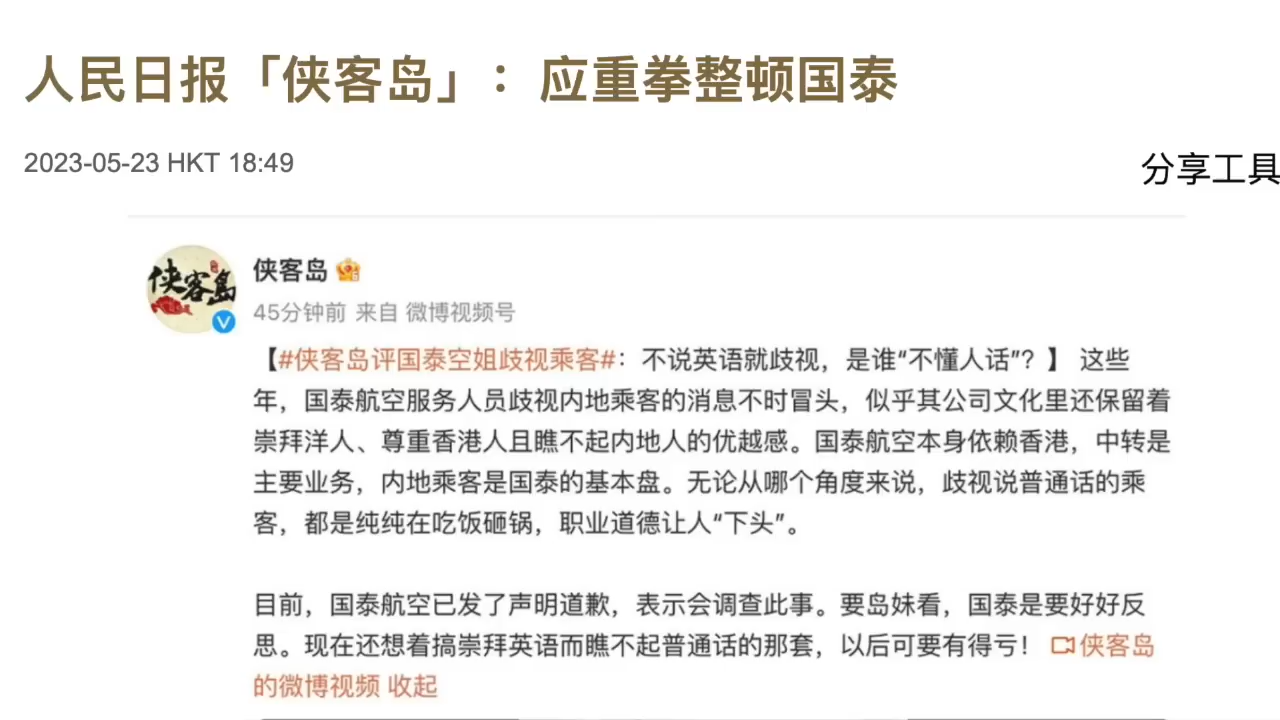 人民日报「侠客岛」：应重拳整顿国泰
2023-05-23 HKT 18:49
分享工具
侠客岛
侠客岛
45分钟前 来自 微博视频号
【#侠客岛评国泰空姐歧视乘客#：不说英语就歧视，是谁“不懂人话”？】 这些
年，国泰航空服务人员歧视内地乘客的消息不时冒头，似乎其公司文化里还保留着
崇拜洋人、尊重香港人且瞧不起内地人的优越感。国泰航空本身依赖香港，中转是
主要业务，内地乘客是国泰的基本盘。无论从哪个角度来说，歧视说普通话的乘
客，都是纯纯在吃饭砸锅，职业道德让人“下头”。
目前，国泰航空已发了声明道歉，表示会调查此事。要岛妹看，国泰是要好好反
思。现在还想着搞崇拜英语而瞧不起普通话的那套，以后可要有得亏！ 侠客岛
的微博视频 收起